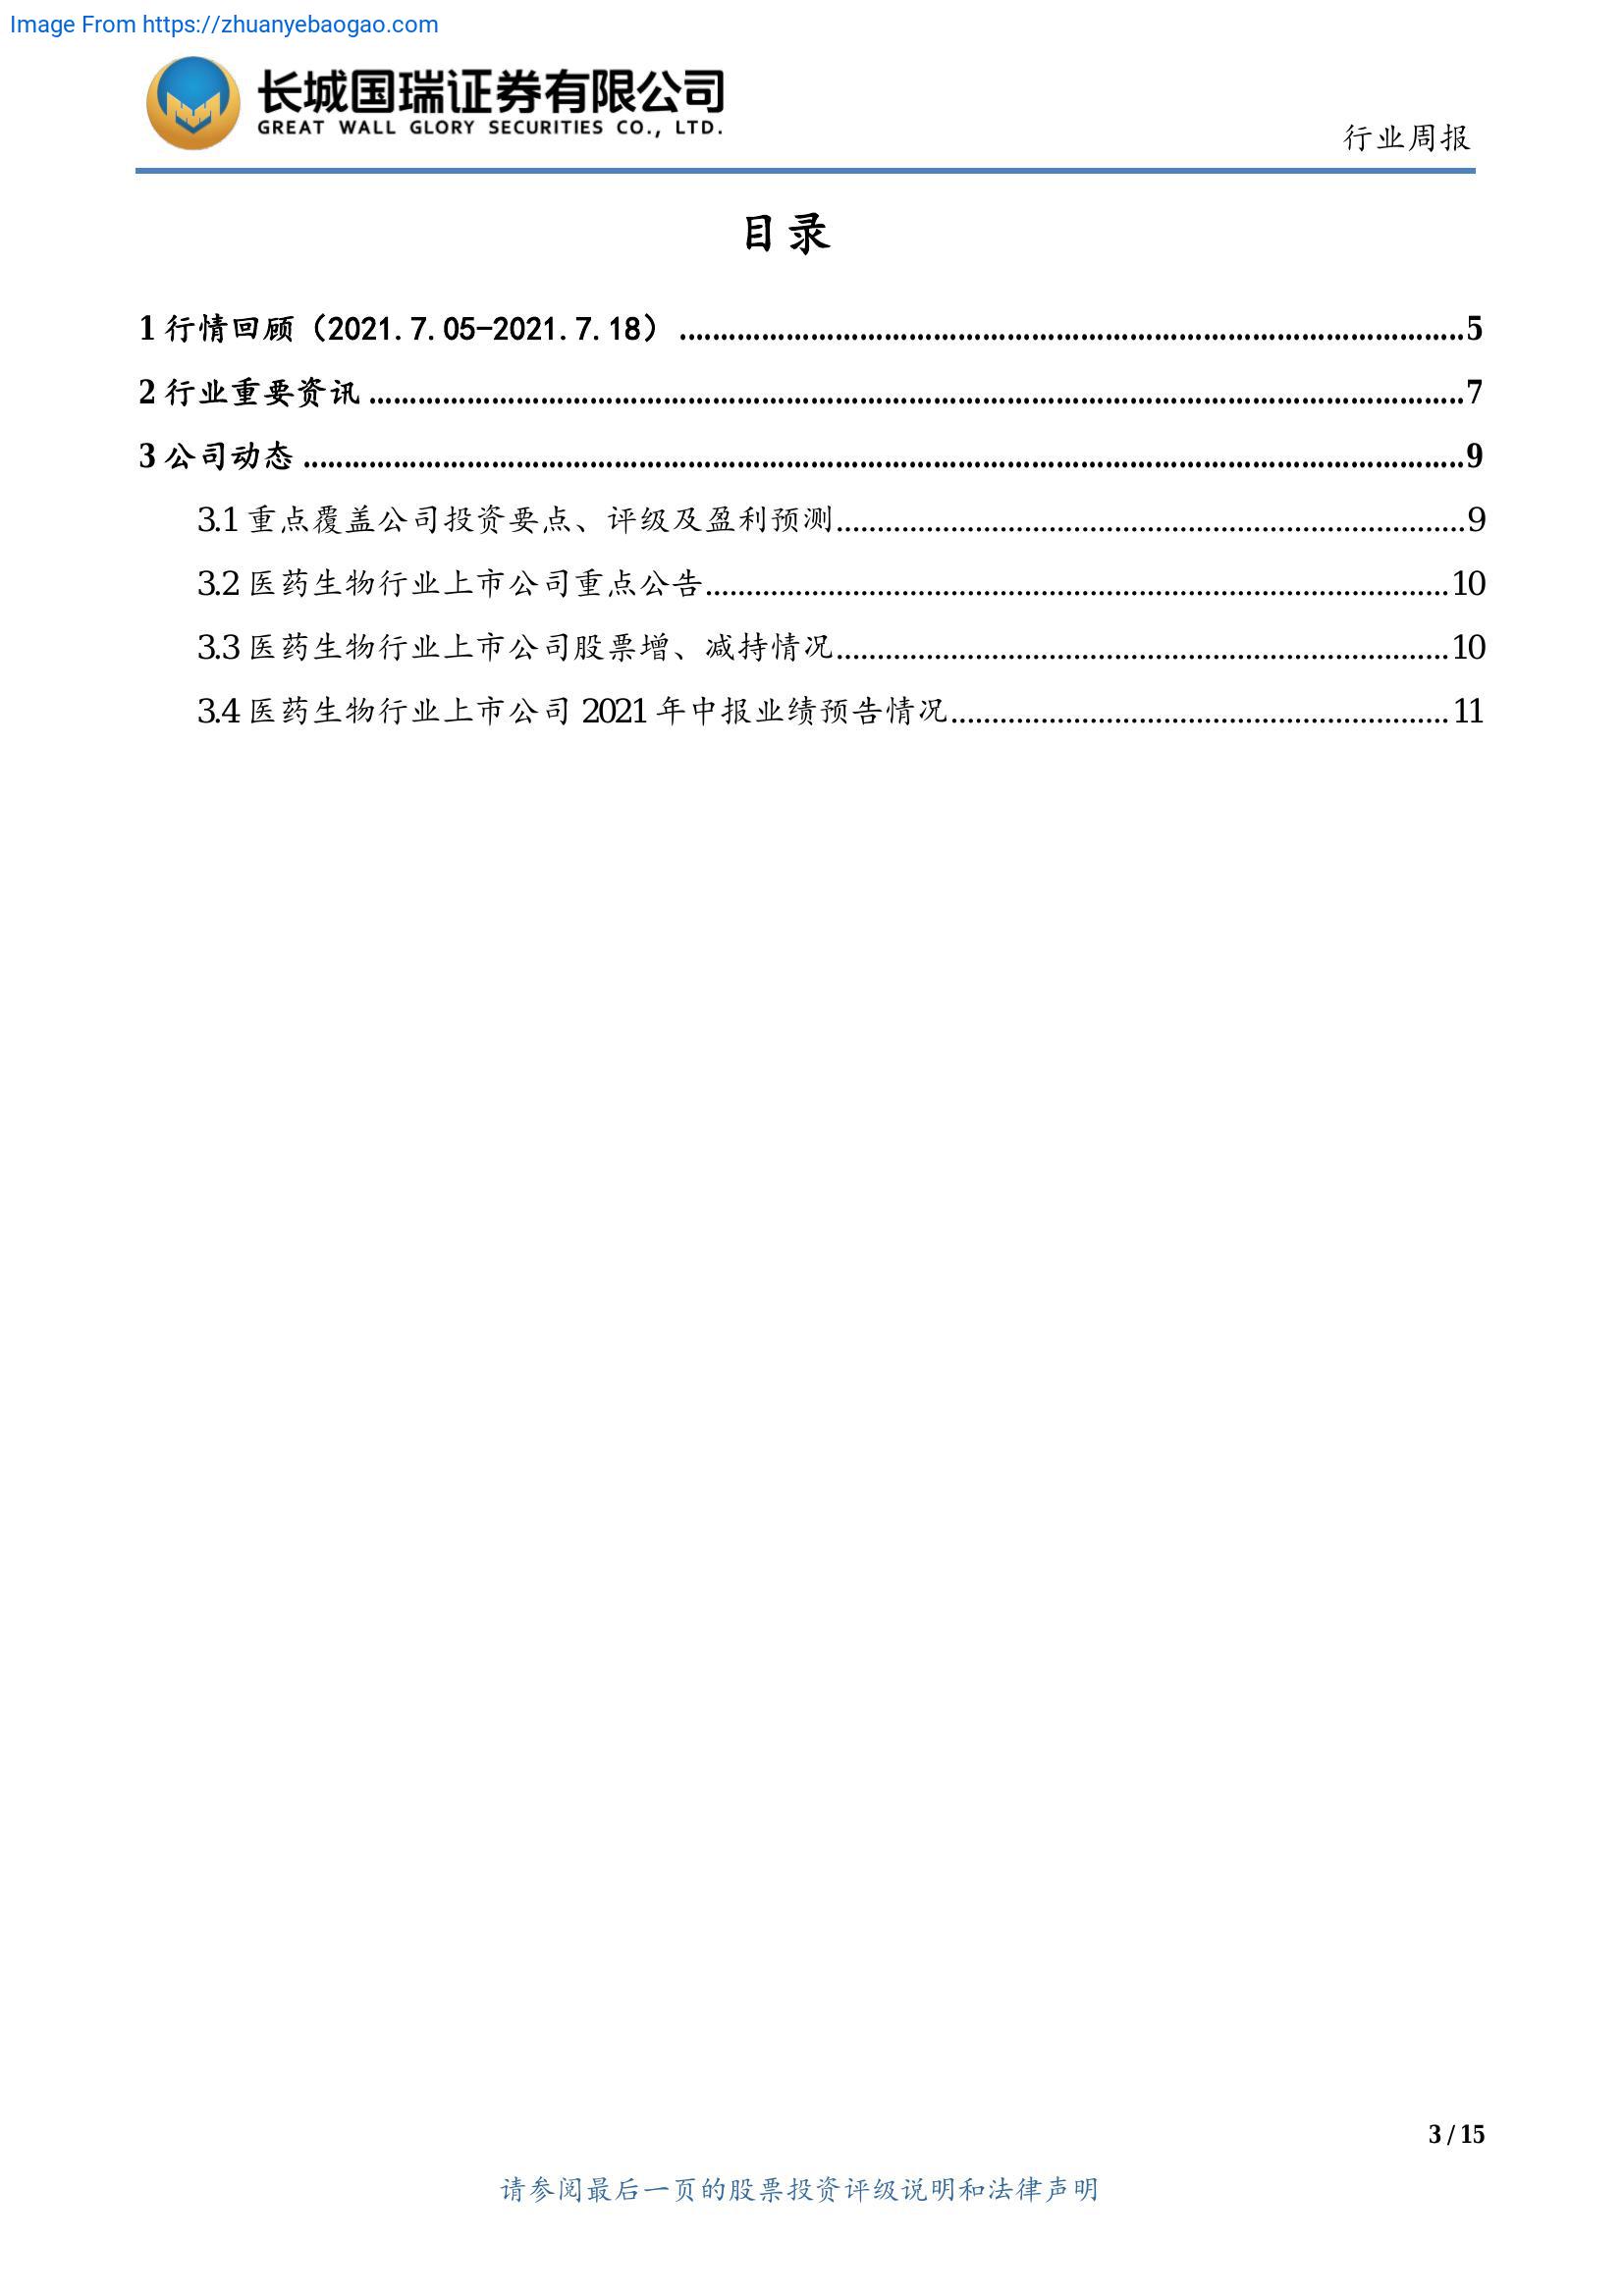 Image From https://zhuanyebaogao.com
长城国瑞证券有限公司
GREAT WALL GLORY SECURITIES CO., LTD.
行业周报
目录
1 行情回顾（2021.7.05-2021.7.18）........................................5
2 行业重要资讯........................................7
3 公司动态........................................9
3.1 重点覆盖公司投资要点、评级及盈利预测........................................9
3.2 医药生物行业上市公司重点公告........................................10
3.3 医药生物行业上市公司股票增、减持情况........................................10
3.4 医药生物行业上市公司 2021 年中报业绩预告情况........................................11
3 / 15
请参阅最后一页的股票投资评级说明和法律声明